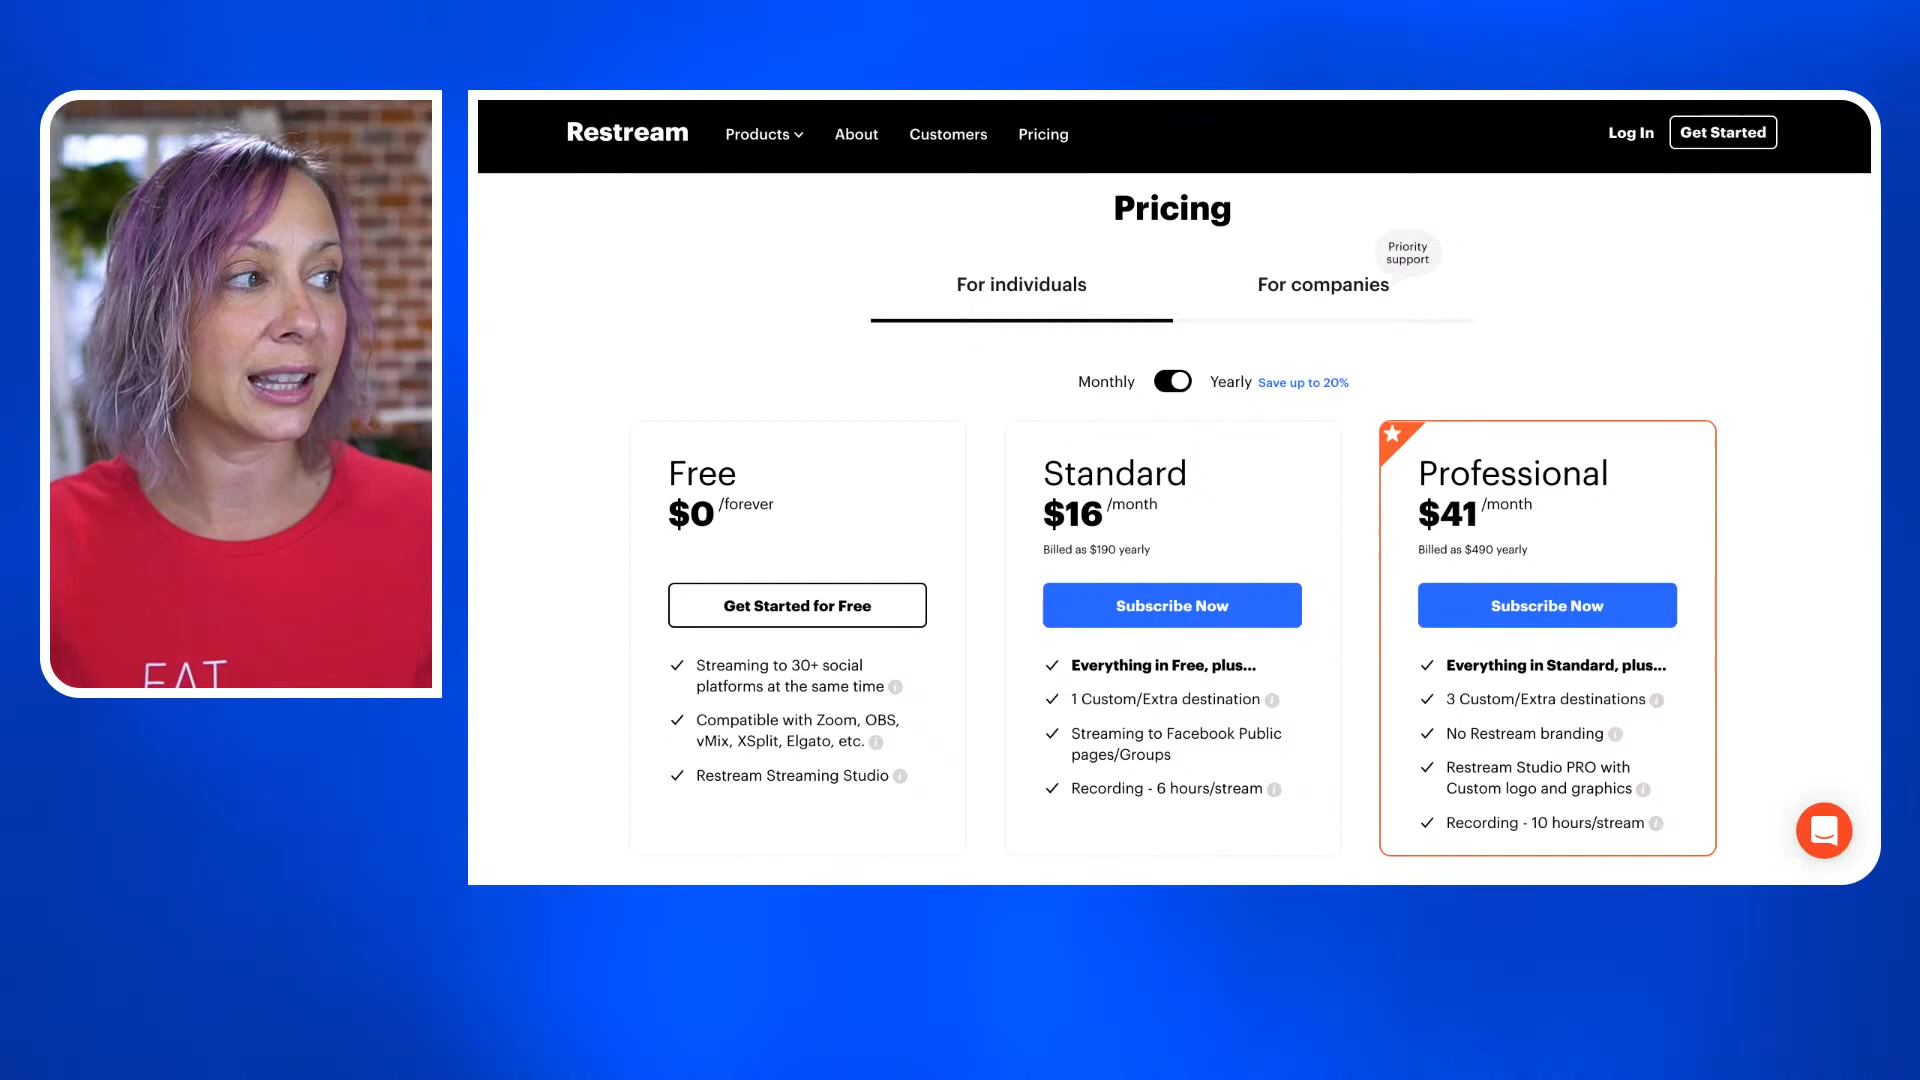 EAT
Restream
Products
About
Customers
Pricing
Log In
Get Started
Pricing
Priority
support
For individuals
For companies
Monthly
Yearly
Save up to 20%
Free
$0 /forever
Get Started for Free
Streaming to 30+ social
platforms at the same time
Compatible with Zoom, OBS,
vMix, XSplit, Elgato, etc.
Restream Streaming Studio
Standard
$16 /month
Billed as $190 yearly
Subscribe Now
Everything in Free, plus...
1 Custom/Extra destination
Streaming to Facebook Public
pages/Groups
Recording - 6 hours/stream
Professional
$41 /month
Billed as $490 yearly
Subscribe Now
Everything in Standard, plus...
3 Custom/Extra destinations
No Restream branding
Restream Studio PRO with
Custom logo and graphics
Recording - 10 hours/stream